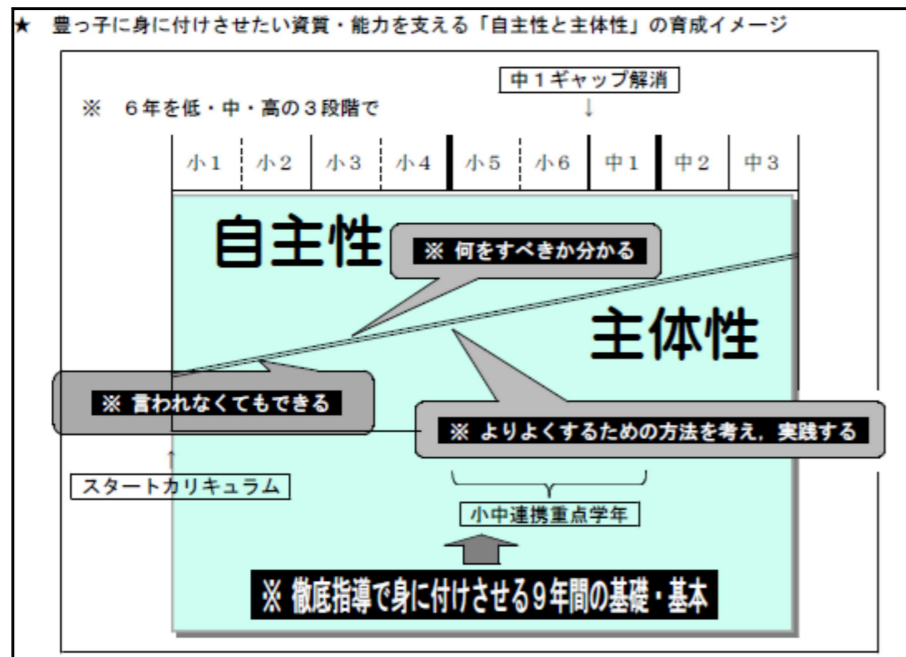 ★ 豊っ子に身に付けさせたい資質・能力を支える「自主性と主体性」の育成イメージ
中１ギャップ解消
※ ６年を低・中・高の３段階で
↓
小１ 小２ 小３ 小４ 小５ 小６ 中１ 中２ 中３
自主性
※ 何をすべきか分かる
主体性
※ 言われなくてもできる
※ よりよくするための方法を考え，実践する
↑
スタートカリキュラム
小中連携重点学年
※ 徹底指導で身に付けさせる９年間の基礎・基本